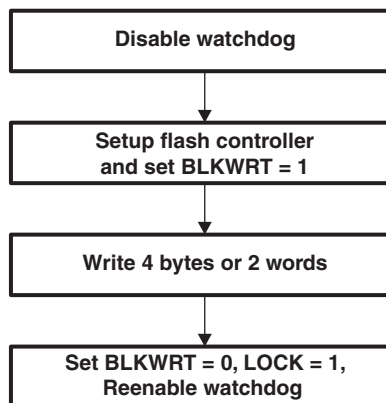 Disable watchdog
Setup flash controller
and set BLKWRT = 1
Write 4 bytes or 2 words
Set BLKWRT = 0, LOCK = 1,
Reenable watchdog